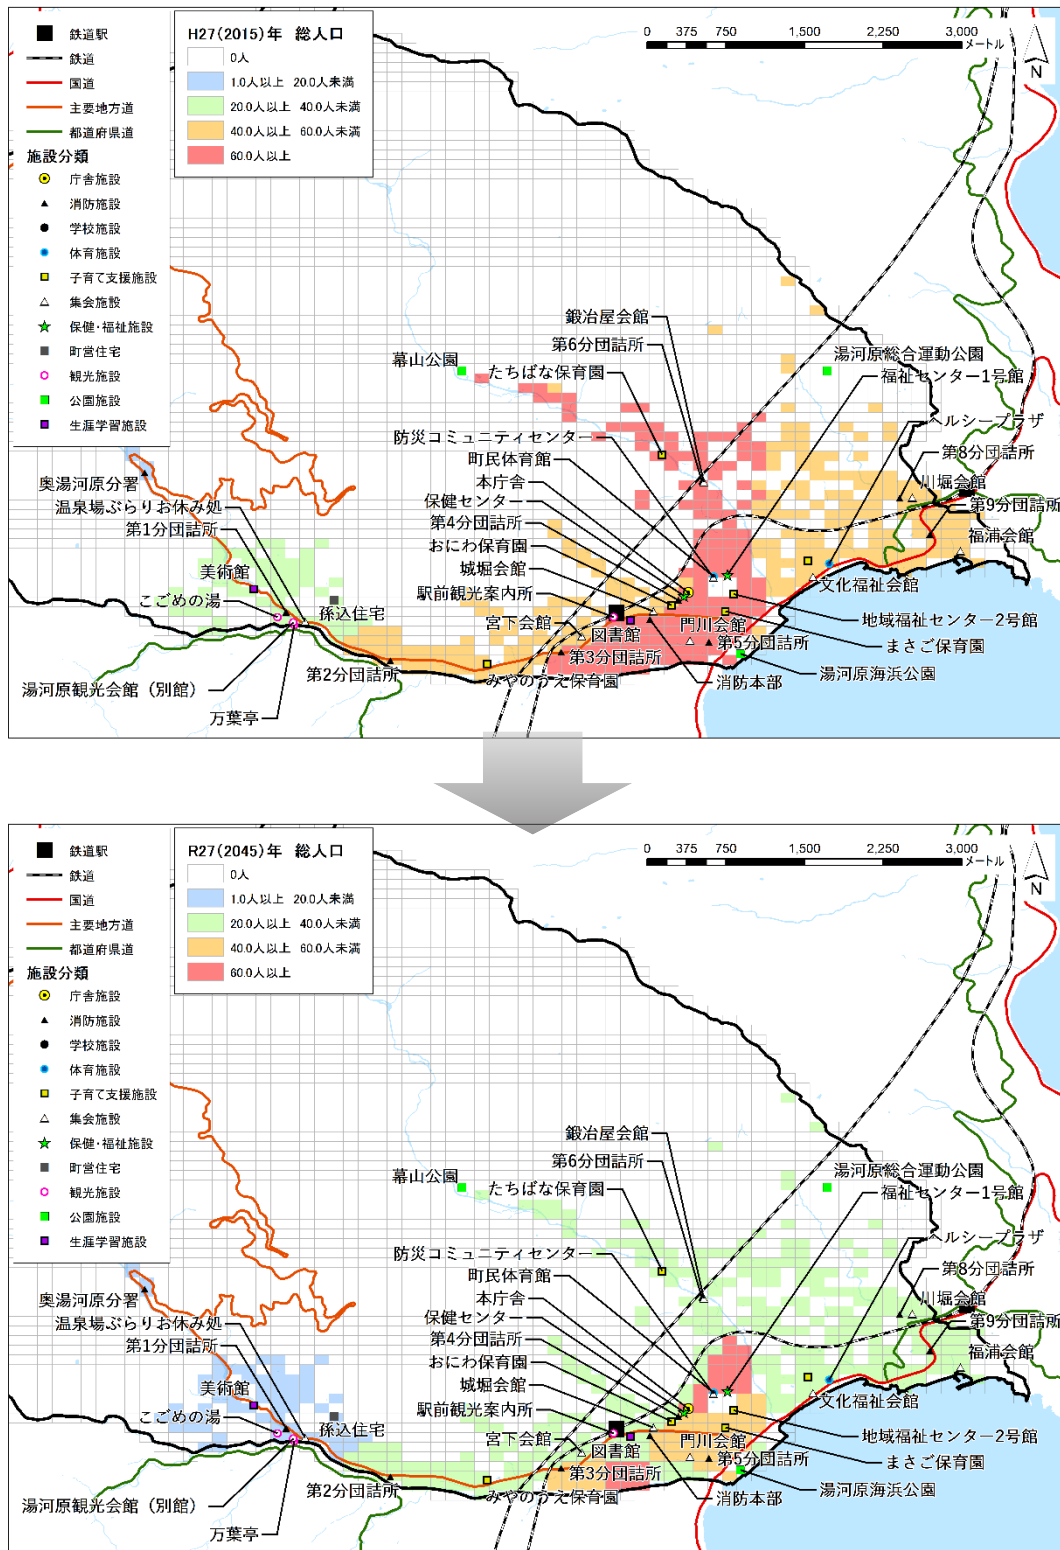 鉄道駅
鉄道
国道
主要地方道
都道府県道
施設分類
庁舎施設
消防施設
学校施設
体育施設
子育て支援施設
集会施設
保健・福祉施設
町営住宅
観光施設
公園施設
生涯学習施設
H27(2015)年 総人口
0人
1.0人以上 20.0人未満
20.0人以上 40.0人未満
40.0人以上 60.0人未満
60.0人以上
0 375 750 1,500 2,250 3,000
メートル
N
鍛冶屋会館
第6分団詰所
幕山公園
たちばな保育園
湯河原総合運動公園
福祉センター1号館
防災コミュニティセンター
ヘルシープラザ
町民体育館
第8分団詰所
本庁舎
川堀会館
保健センター
第9分団詰所
第4分団詰所
福浦会館
おにわ保育園
城堀会館
文化福祉会館
駅前観光案内所
地域福祉センター2号館
宮下会館
図書館
門川会館
まさご保育園
第3分団詰所
第5分団詰所
みやのうえ保育園
湯河原海浜公園
消防本部
奥湯河原分署
温泉場ぶらりお休み処
第1分団詰所
美術館
こごめの湯
孫込住宅
第2分団詰所
湯河原観光会館（別館）
万葉亭
鉄道駅
鉄道
国道
主要地方道
都道府県道
施設分類
庁舎施設
消防施設
学校施設
体育施設
子育て支援施設
集会施設
保健・福祉施設
町営住宅
観光施設
公園施設
生涯学習施設
R27(2045)年 総人口
0人
1.0人以上 20.0人未満
20.0人以上 40.0人未満
40.0人以上 60.0人未満
60.0人以上
0 375 750 1,500 2,250 3,000
メートル
N
鍛冶屋会館
第6分団詰所
幕山公園
たちばな保育園
湯河原総合運動公園
福祉センター1号館
防災コミュニティセンター
ヘルシープラザ
町民体育館
第8分団詰所
本庁舎
川堀会館
保健センター
第9分団詰所
第4分団詰所
福浦会館
おにわ保育園
城堀会館
文化福祉会館
駅前観光案内所
地域福祉センター2号館
宮下会館
図書館
門川会館
まさご保育園
第3分団詰所
第5分団詰所
みやのうえ保育園
湯河原海浜公園
消防本部
奥湯河原分署
温泉場ぶらりお休み処
第1分団詰所
美術館
こごめの湯
孫込住宅
第2分団詰所
湯河原観光会館（別館）
万葉亭